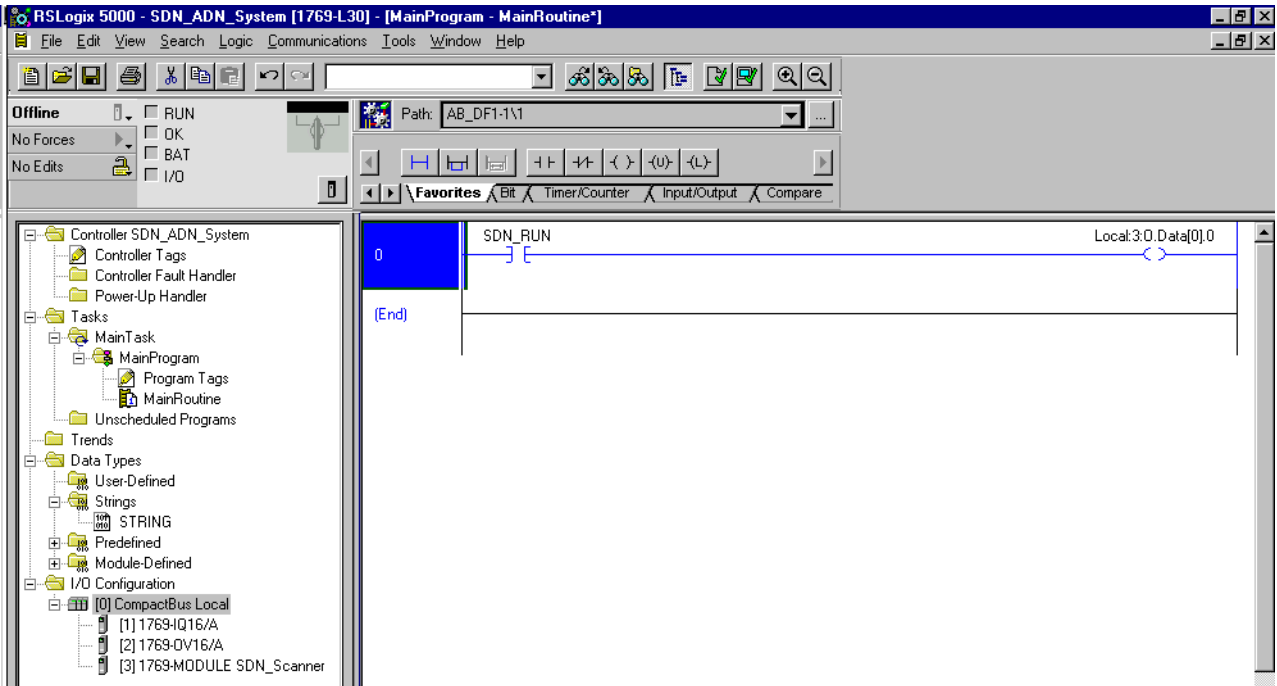 RSLogix 5000 - SDN_ADN_System [1769-L30] - [MainProgram - MainRoutine*]
File Edit View Search Logic Communications Tools Window Help
Offline
RUN
No Forces
OK
BAT
No Edits
I/O
Path: AB_DF1-1\1
...
Favorites Bit Timer/Counter Input/Output Compare
Controller SDN_ADN_System
Controller Tags
Controller Fault Handler
Power-Up Handler
Tasks
MainTask
MainProgram
Program Tags
MainRoutine
Unscheduled Programs
Trends
Data Types
User-Defined
Strings
STRING
Predefined
Module-Defined
I/O Configuration
[0] CompactBus Local
[1] 1769-IQ16/A
[2] 1769-OV16/A
[3] 1769-MODULE SDN_Scanner
0
SDN_RUN
Local:3:O.Data[0].0
(End)